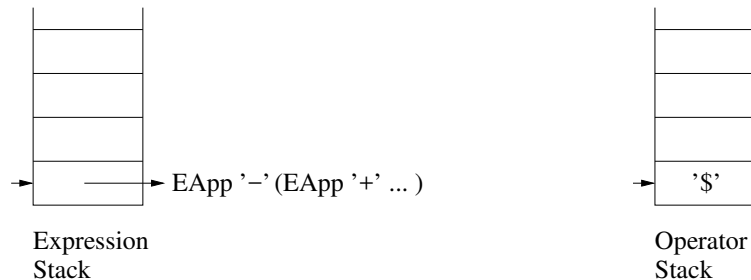 EApp '−' (EApp '+' ... )
'$'
Expression
Stack
Operator
Stack